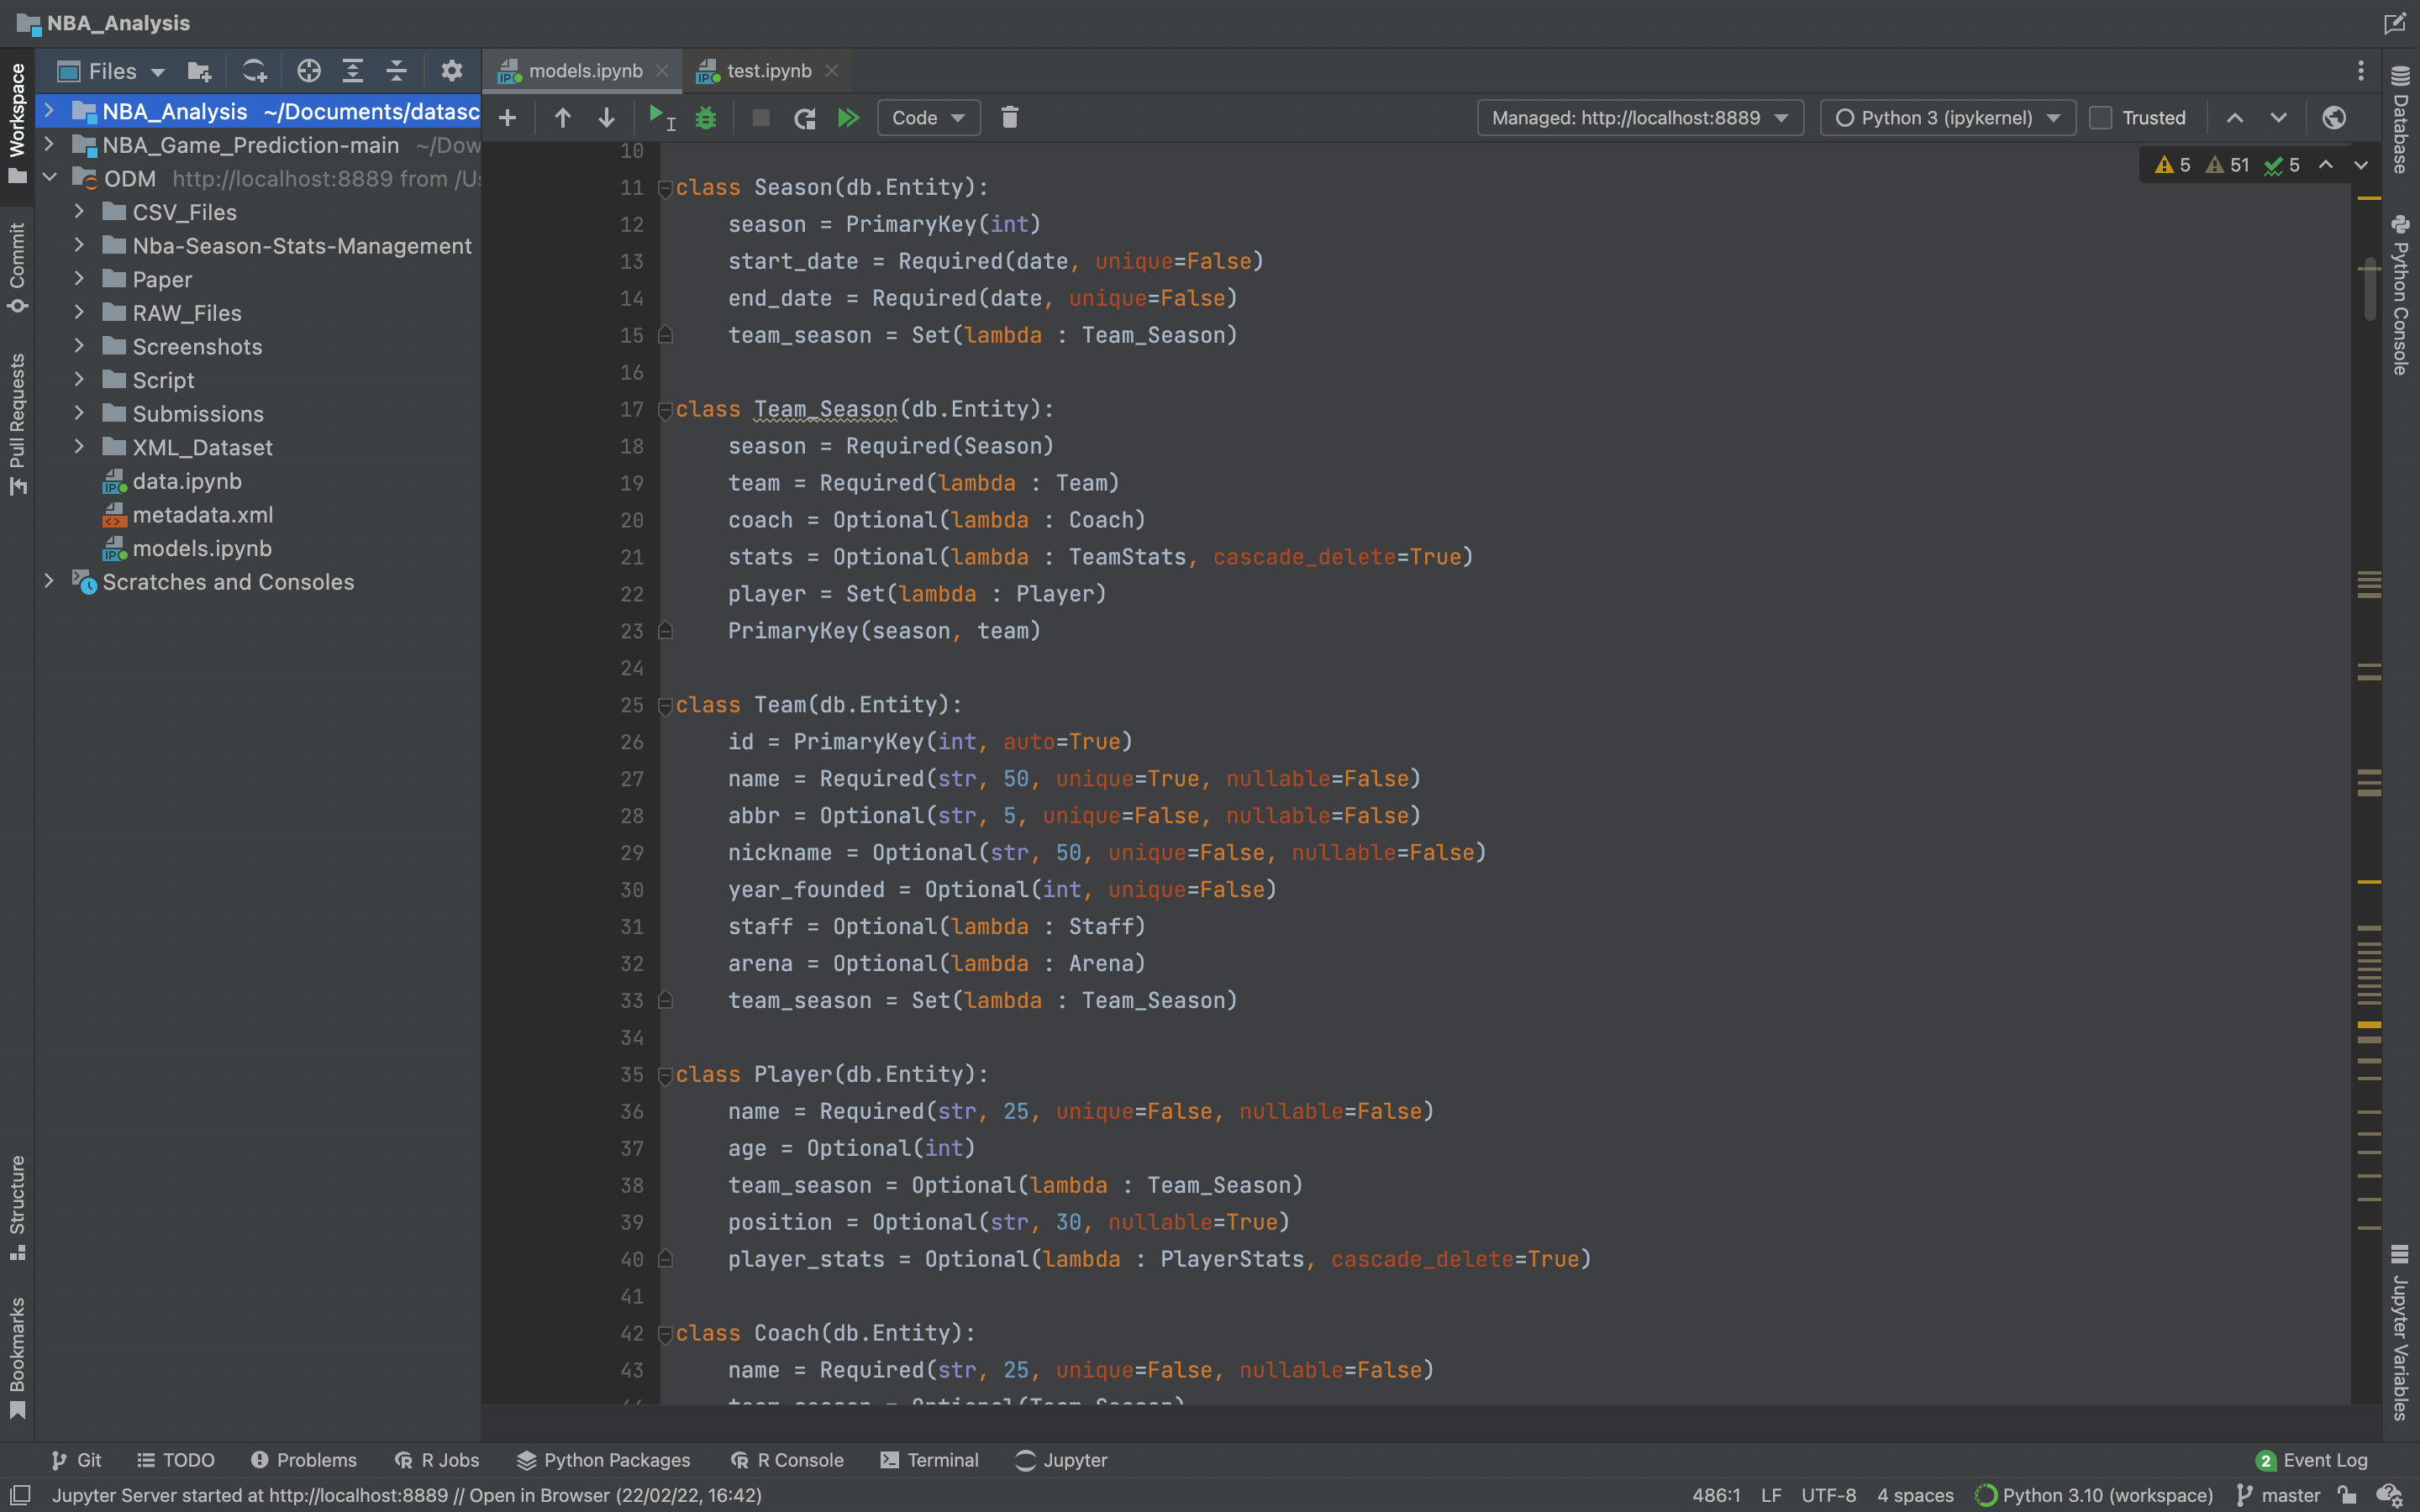 NBA_Analysis
Files
models.ipynb
test.ipynb
Workspace
Commit
Pull Requests
Structure
Bookmarks
NBA_Analysis ~/Documents/datasc
NBA_Game_Prediction-main ~/Dow
ODM http://localhost:8889 from /Us
CSV_Files
Nba-Season-Stats-Management
Paper
RAW_Files
Screenshots
Script
Submissions
XML_Dataset
data.ipynb
metadata.xml
models.ipynb
Scratches and Consoles
Code
Managed: http://localhost:8889
Python 3 (ipykernel)
Trusted
5 51 5
10
11 class Season(db.Entity):
12 season = PrimaryKey(int)
13 start_date = Required(date, unique=False)
14 end_date = Required(date, unique=False)
15 team_season = Set(lambda : Team_Season)
16
17 class Team_Season(db.Entity):
18 season = Required(Season)
19 team = Required(lambda : Team)
20 coach = Optional(lambda : Coach)
21 stats = Optional(lambda : TeamStats, cascade_delete=True)
22 player = Set(lambda : Player)
23 PrimaryKey(season, team)
24
25 class Team(db.Entity):
26 id = PrimaryKey(int, auto=True)
27 name = Required(str, 50, unique=True, nullable=False)
28 abbr = Optional(str, 5, unique=False, nullable=False)
29 nickname = Optional(str, 50, unique=False, nullable=False)
30 year_founded = Optional(int, unique=False)
31 staff = Optional(lambda : Staff)
32 arena = Optional(lambda : Arena)
33 team_season = Set(lambda : Team_Season)
34
35 class Player(db.Entity):
36 name = Required(str, 25, unique=False, nullable=False)
37 age = Optional(int)
38 team_season = Optional(lambda : Team_Season)
39 position = Optional(str, 30, nullable=True)
40 player_stats = Optional(lambda : PlayerStats, cascade_delete=True)
41
42 class Coach(db.Entity):
43 name = Required(str, 25, unique=False, nullable=False)
Database
Python Console
Jupyter Variables
Git
TODO
Problems
R Jobs
Python Packages
R Console
Terminal
Jupyter
2 Event Log
Jupyter Server started at http://localhost:8889 // Open in Browser (22/02/22, 16:42)
486:1 LF UTF-8 4 spaces Python 3.10 (workspace) master